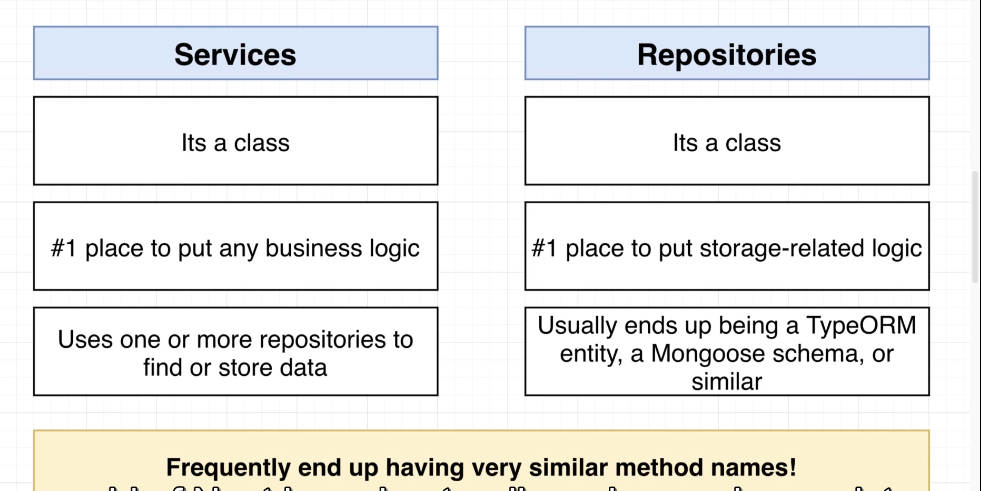 Services
Repositories
Its a class
Its a class
#1 place to put any business logic
#1 place to put storage-related logic
Uses one or more repositories to
find or store data
Usually ends up being a TypeORM
entity, a Mongoose schema, or
similar
Frequently end up having very similar method names!